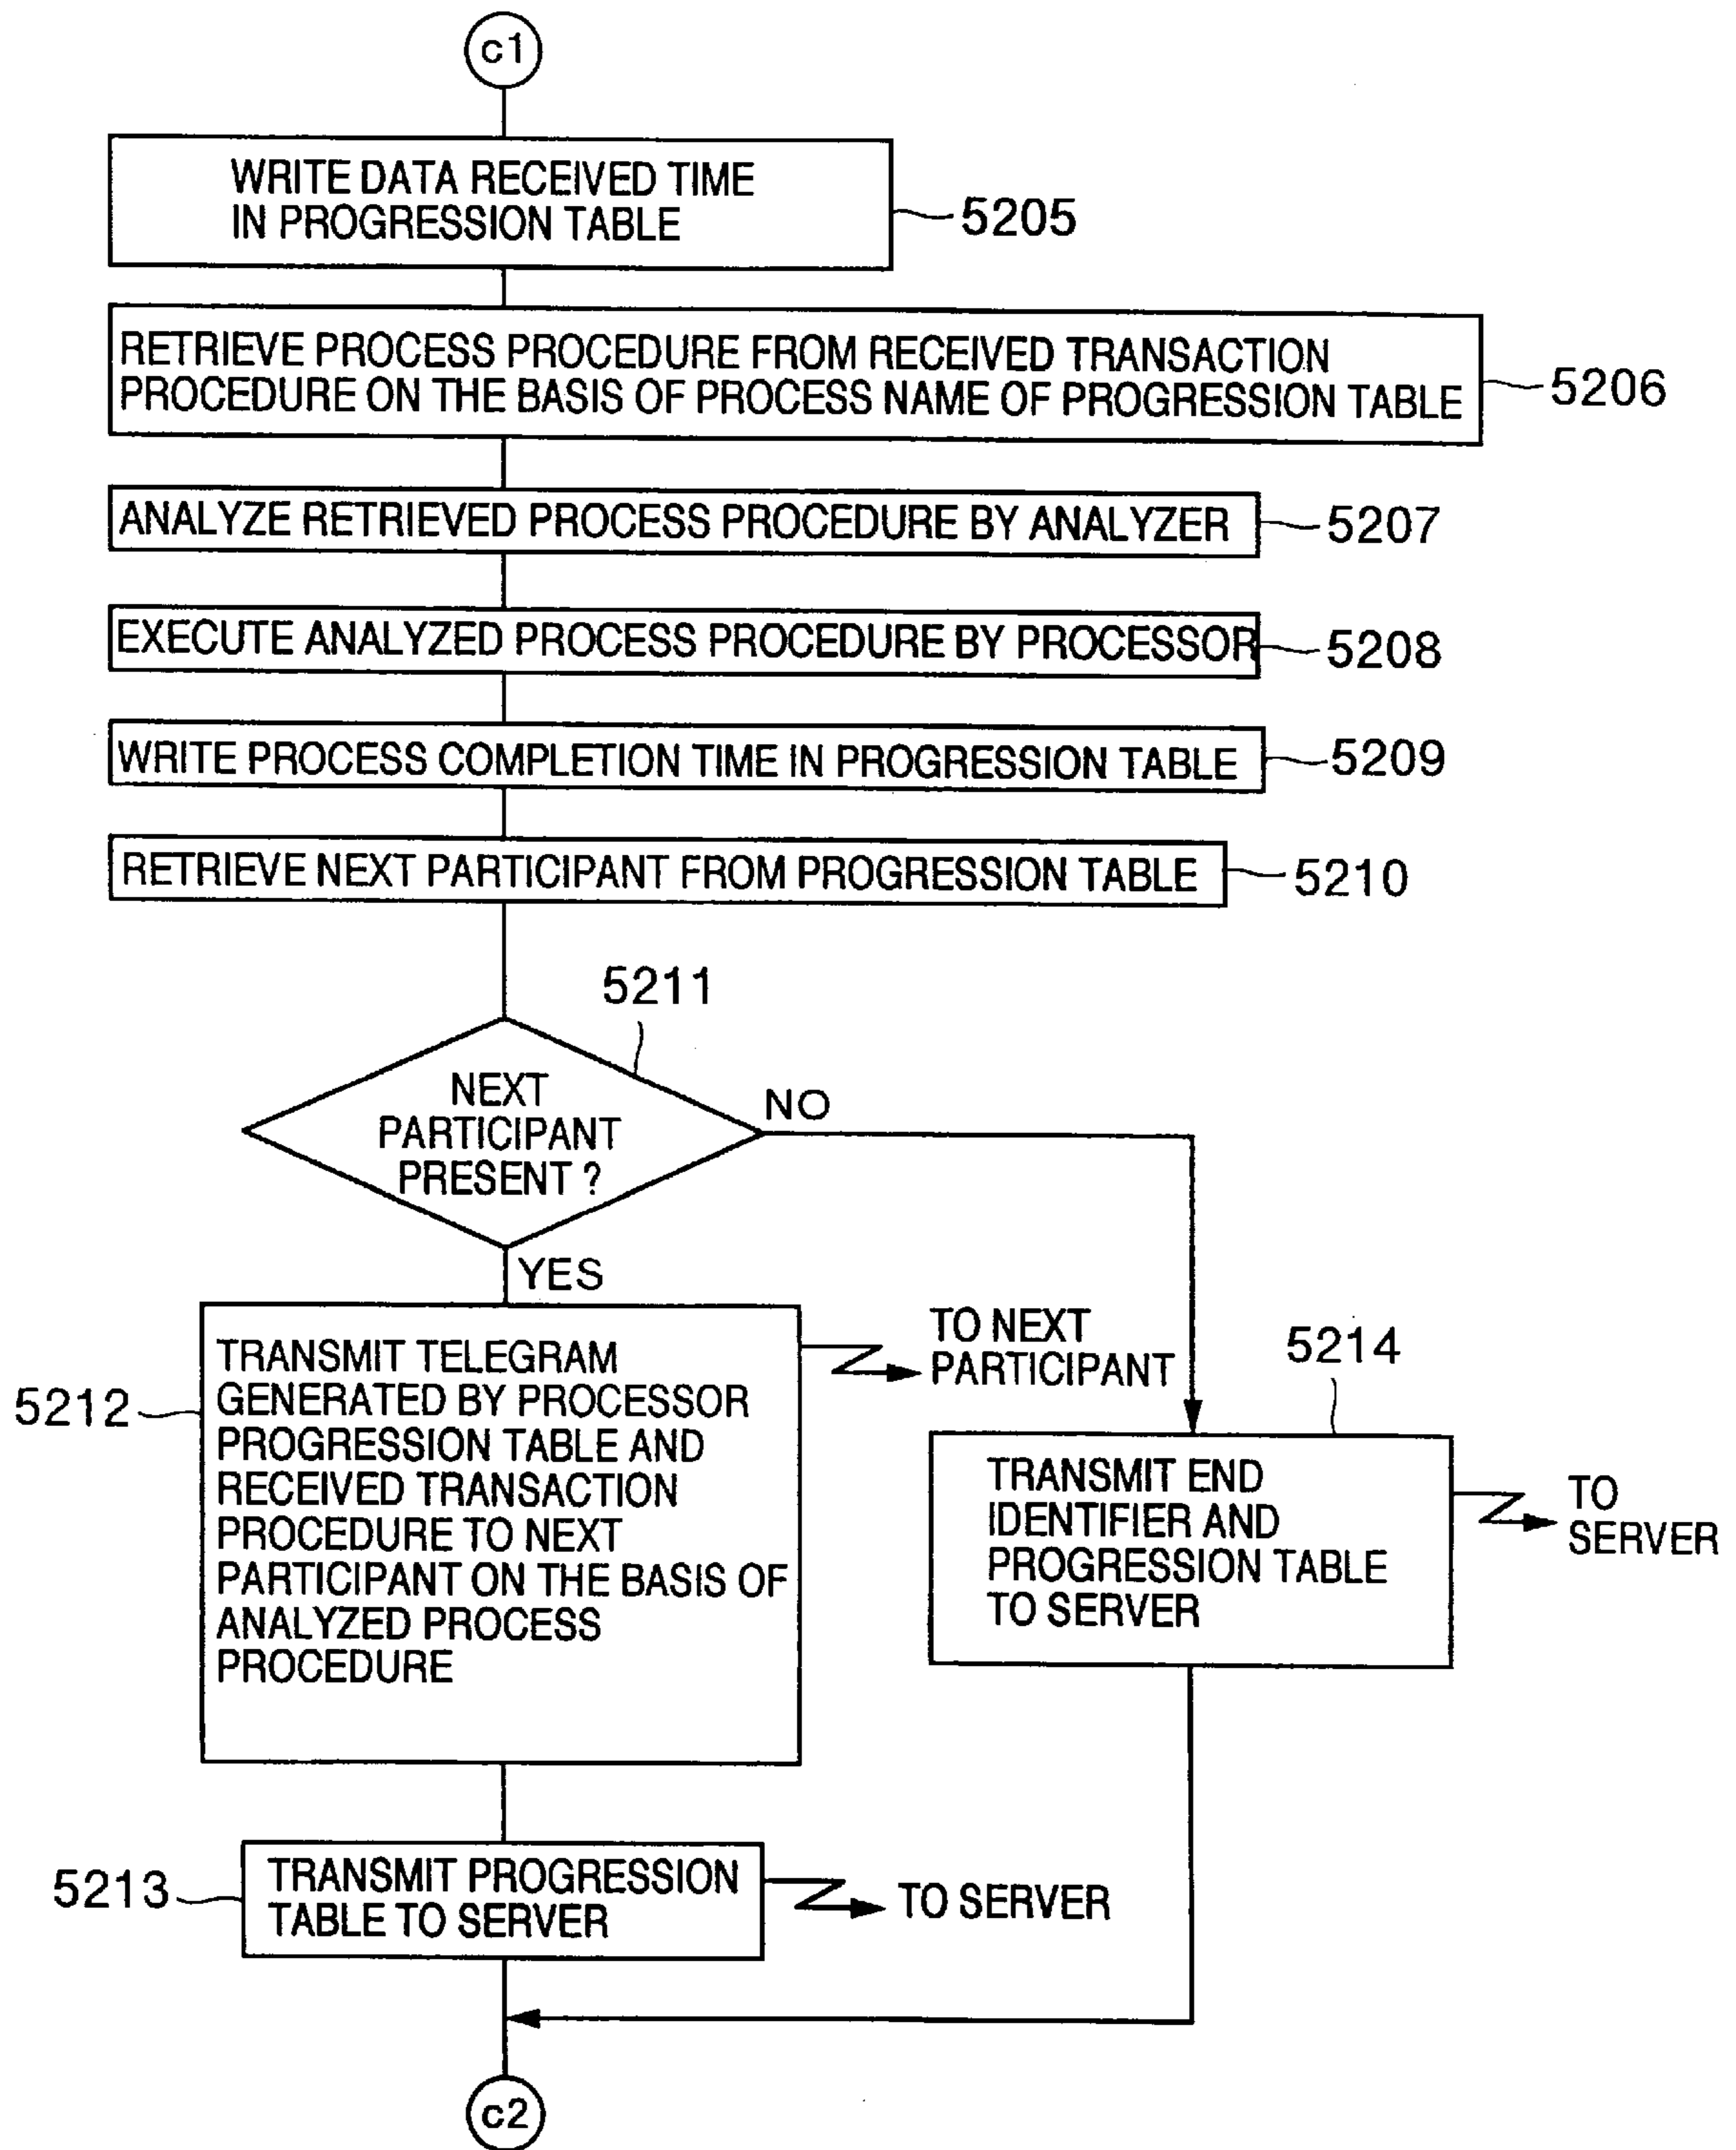 c1
WRITE DATA RECEIVED TIME
IN PROGRESSION TABLE
5205
RETRIEVE PROCESS PROCEDURE FROM RECEIVED TRANSACTION
PROCEDURE ON THE BASIS OF PROCESS NAME OF PROGRESSION TABLE
5206
ANALYZE RETRIEVED PROCESS PROCEDURE BY ANALYZER
5207
EXECUTE ANALYZED PROCESS PROCEDURE BY PROCESSOR
5208
WRITE PROCESS COMPLETION TIME IN PROGRESSION TABLE
5209
RETRIEVE NEXT PARTICIPANT FROM PROGRESSION TABLE
5210
5211
NEXT
PARTICIPANT
PRESENT ?
NO
YES
5212
TRANSMIT TELEGRAM
GENERATED BY PROCESSOR
PROGRESSION TABLE AND
RECEIVED TRANSACTION
PROCEDURE TO NEXT
PARTICIPANT ON THE BASIS OF
ANALYZED PROCESS
PROCEDURE
TO NEXT
PARTICIPANT
5214
TRANSMIT END
IDENTIFIER AND
PROGRESSION TABLE
TO SERVER
TO
SERVER
5213
TRANSMIT PROGRESSION
TABLE TO SERVER
TO SERVER
c2